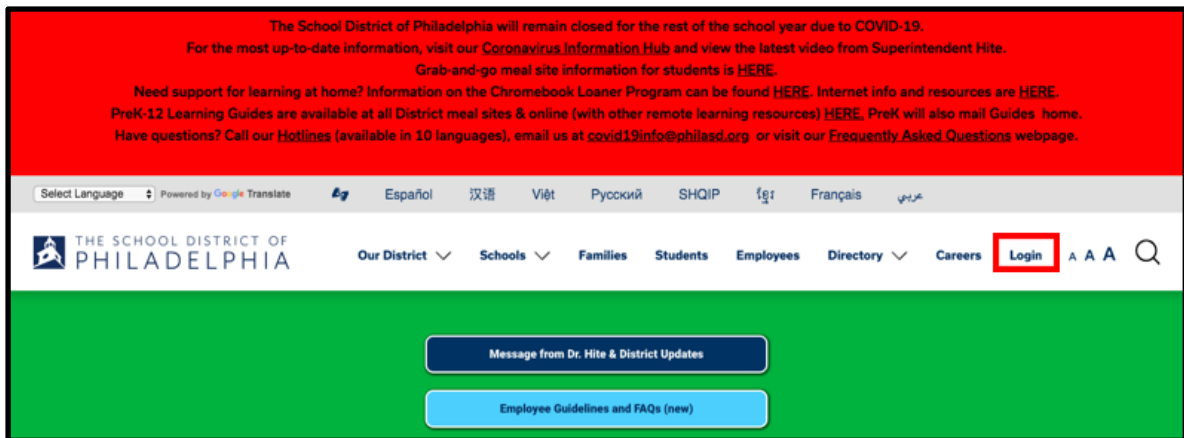 The School District of Philadelphia will remain closed for the rest of the school year due to COVID-19.
For the most up-to-date information, visit our Coronavirus Information Hub and view the latest video from Superintendent Hite.
Grab-and-go meal site information for students is HERE.
Need support for learning at home? Information on the Chromebook Loaner Program can be found HERE. Internet info and resources are HERE.
PreK-12 Learning Guides are available at all District meal sites & online (with other remote learning resources) HERE. PreK will also mail Guides home.
Have questions? Call our Hotlines (available in 10 languages), email us at covid19info@philasd.org or visit our Frequently Asked Questions webpage.
Select Language Powered by Google Translate Español 汉语 Việt Русский SHQIP ខ្មែរ Français عربي
THE SCHOOL DISTRICT OF
PHILADELPHIA
Our District Schools Families Students Employees Directory Careers Login A A A
Message from Dr. Hite & District Updates
Employee Guidelines and FAQs (new)